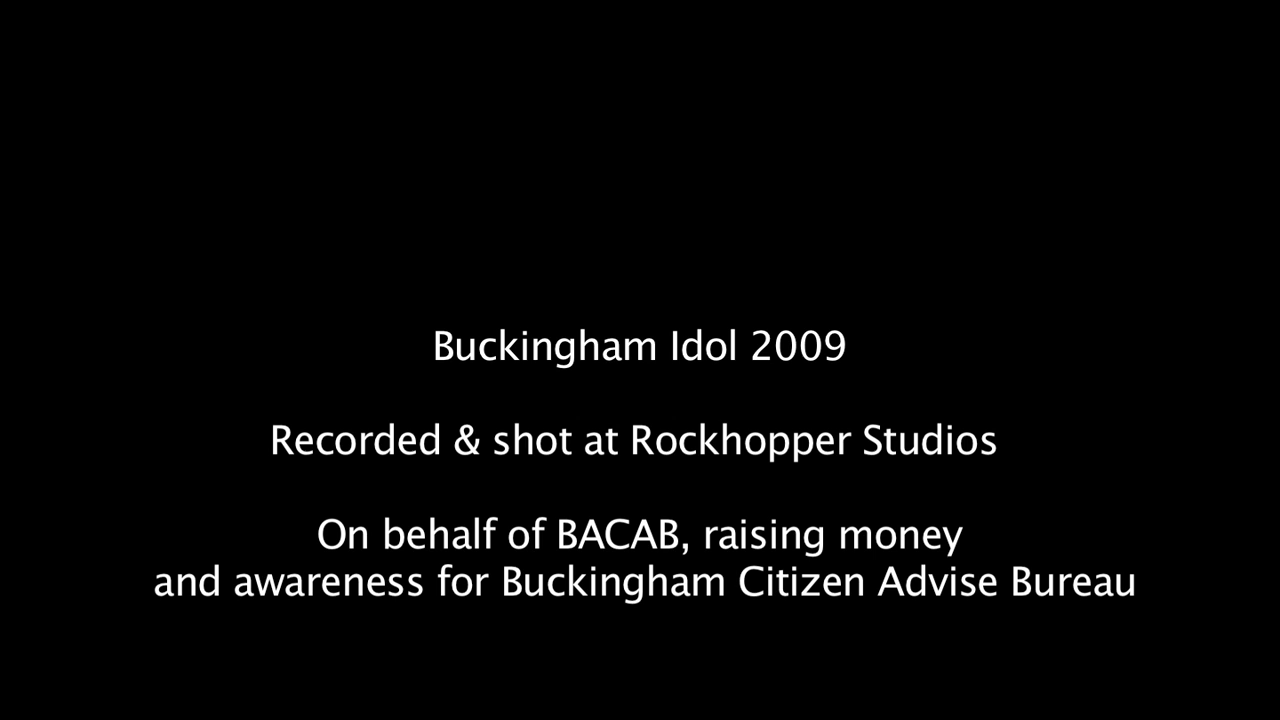 Buckingham Idol 2009
Recorded & shot at Rockhopper Studios
On behalf of BACAB, raising money
and awareness for Buckingham Citizen Advise Bureau